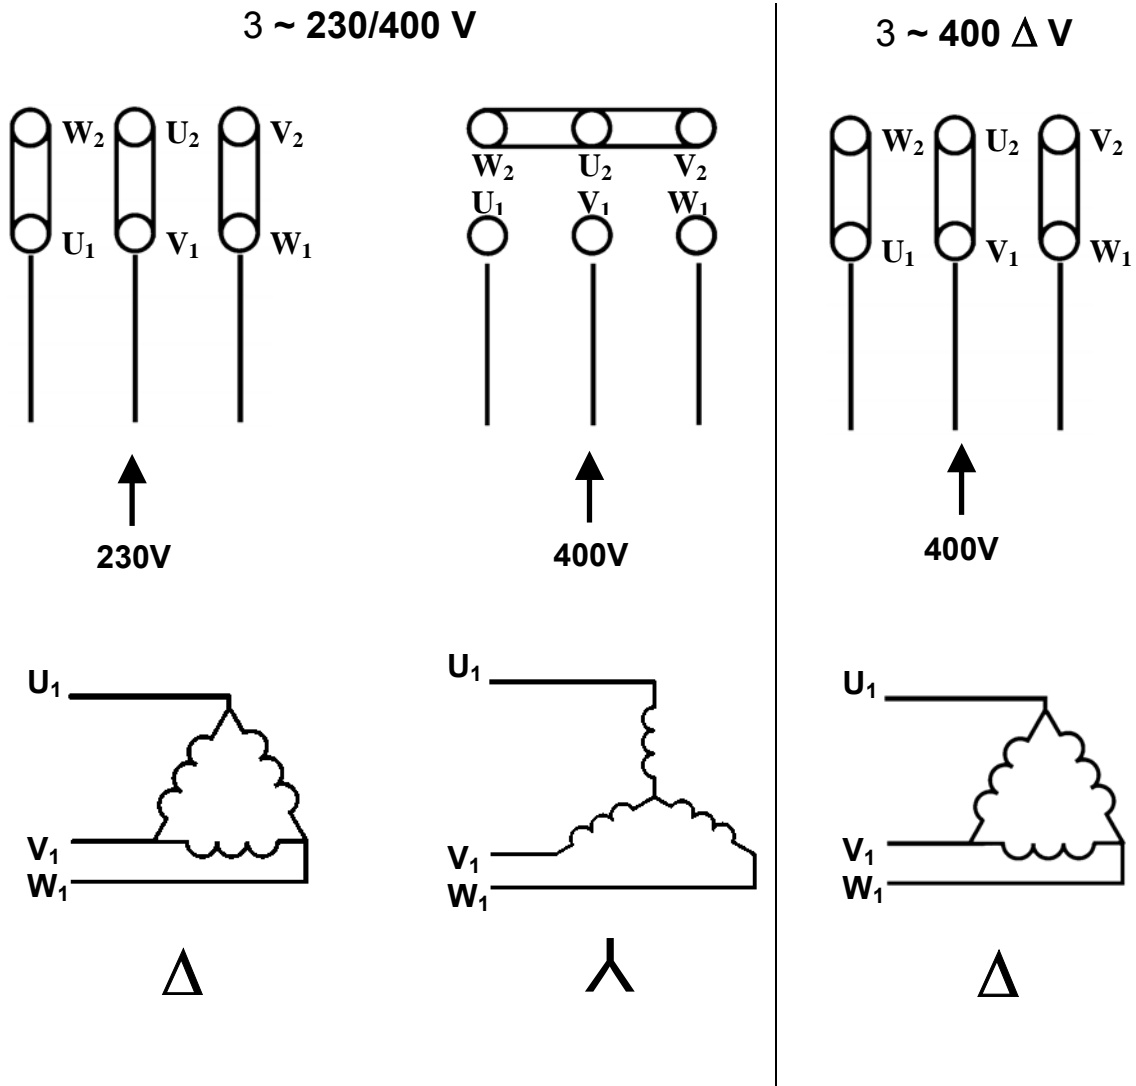 3 ~ 230/400 V
3 ~ 400 Δ V
W₂ U₂ V₂
U₁ V₁ W₁
W₂ U₂ V₂
U₁ V₁ W₁
W₂ U₂ V₂
U₁ V₁ W₁
230V
400V
400V
U₁
V₁
W₁
Δ
U₁
V₁
W₁
U₁
V₁
W₁
Δ